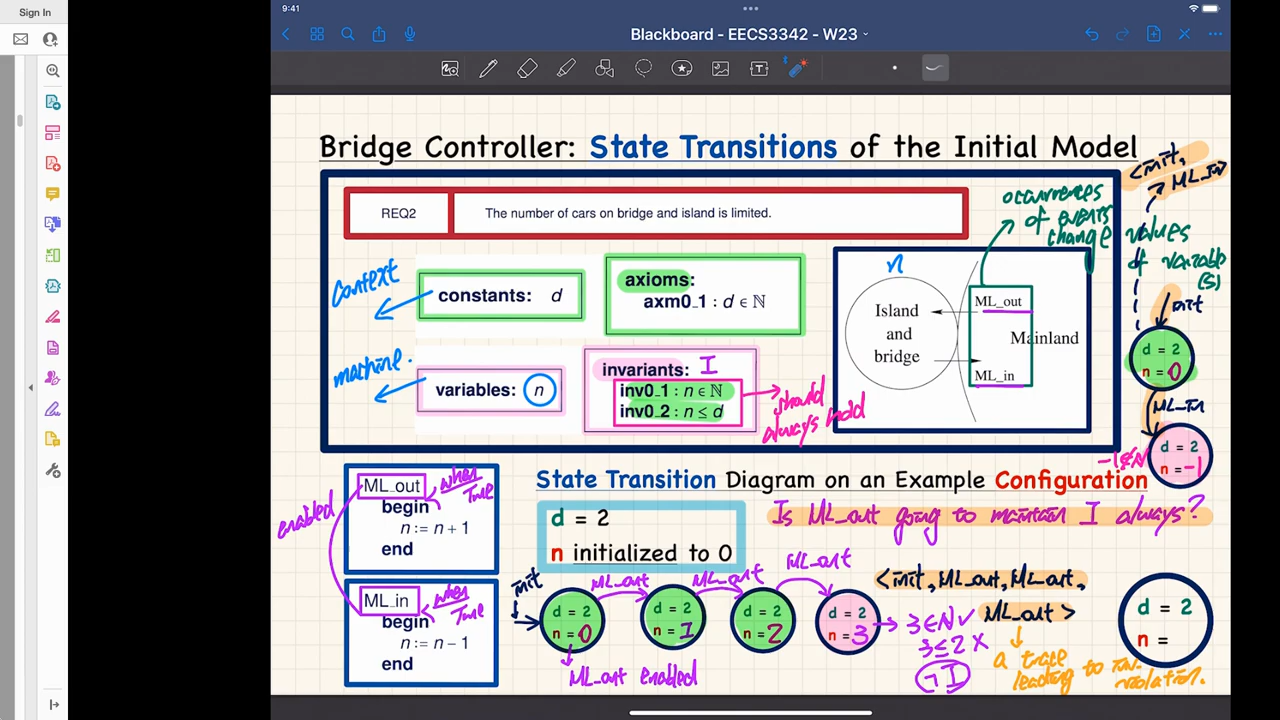 Sign In
9:41
Blackboard - EECS3342 - W23
Bridge Controller: State Transitions of the Initial Model
<init,
ML_in>
REQ2
The number of cars on bridge and island is limited.
occurrences
of events
change values
of variable
(s)
context
constants: d
axioms:
axm0_1 : d ∈ ℕ
machine.
variables: n
invariants: I
inv0_1 : n ∈ ℕ
inv0_2 : n ≤ d
should
always hold
n
Island
and
bridge
ML_out
Mainland
ML_in
init
d = 2
n = 0
ML_in
d = 2
n = -1
-1∉N
enabled
ML_out
when
true
begin
n := n + 1
end
ML_in
when
true
begin
n := n − 1
end
State Transition Diagram on an Example Configuration
d = 2
n initialized to 0
Is ML_out going to maintain I always?
init
ML_out
ML_out
ML_out
d = 2
n = 0
d = 2
n = 1
d = 2
n = 2
d = 2
n = 3
ML_out enabled
3∈N ✓
3≤2 X
¬I
<init, ML_out, ML_out,
ML_out>
a trace
leading to inv.
violation.
d = 2
n =